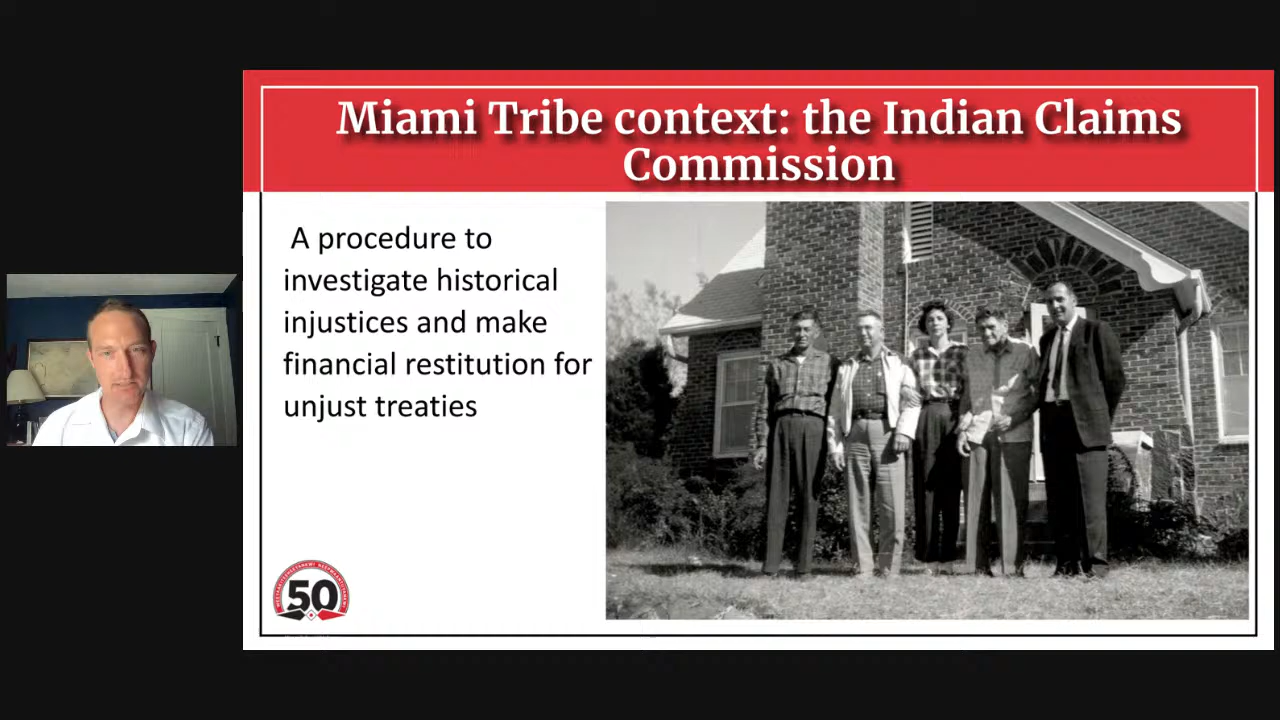 Miami Tribe context: the Indian Claims
Commission
A procedure to
investigate historical
injustices and make
financial restitution for
unjust treaties
50